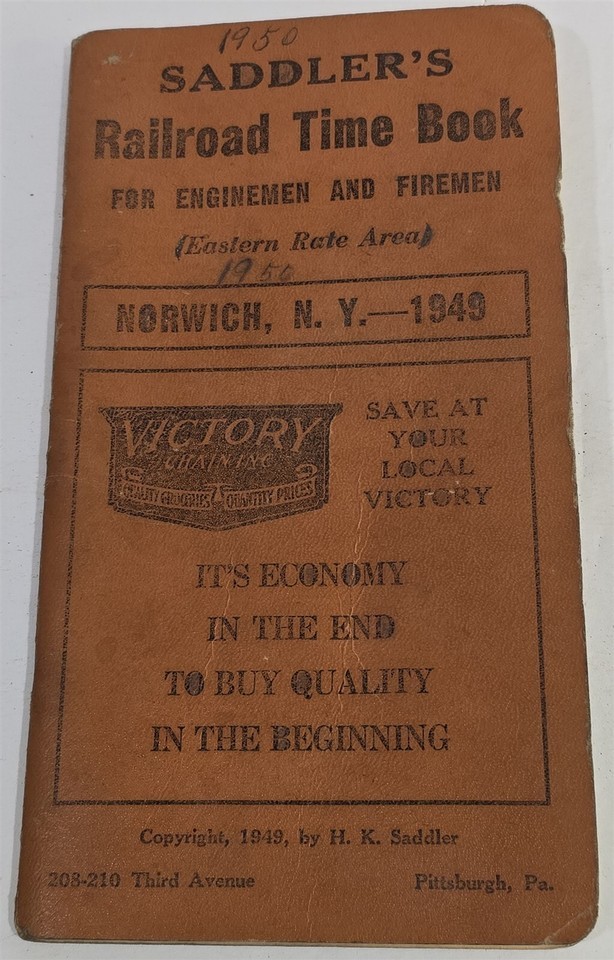 1950
SADDLER'S
Railroad Time Book
FOR ENGINEMEN AND FIREMEN
(Eastern Rate Area)
1950
NORWICH, N. Y.—1949
VICTORY
CHAIN INC
QUALITY GROCERIES QUANTITY PRICES
SAVE AT
YOUR
LOCAL
VICTORY
IT'S ECONOMY
IN THE END
TO BUY QUALITY
IN THE BEGINNING
Copyright, 1949, by H. K. Saddler
208-210 Third Avenue Pittsburgh, Pa.